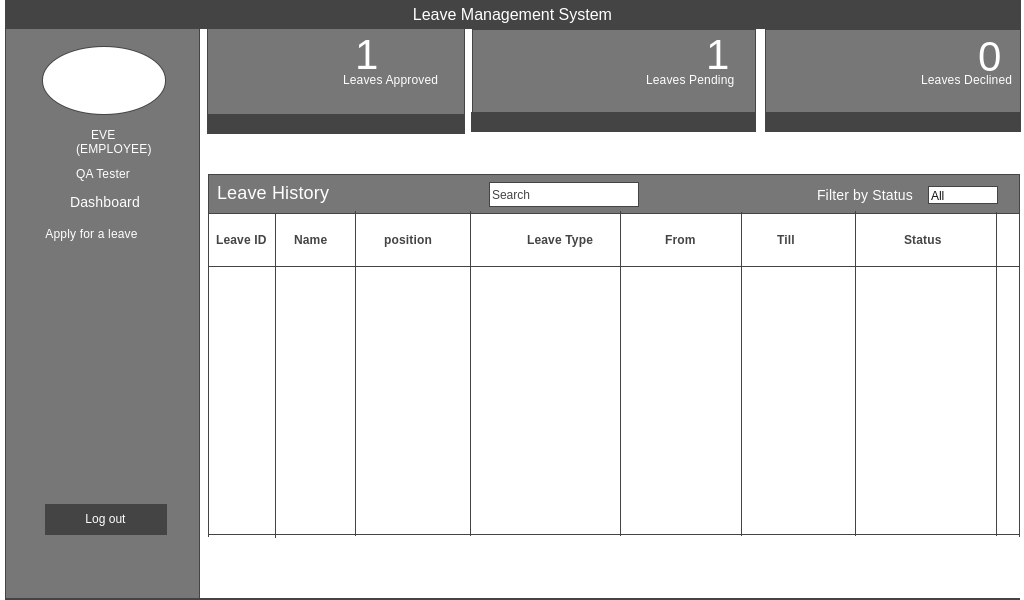 Leave Management System
EVE
(EMPLOYEE)
QA Tester
Dashboard
Apply for a leave
Log out
1
Leaves Approved
1
Leaves Pending
0
Leaves Declined
Leave History
Search
Filter by Status
All
Leave ID
Name
position
Leave Type
From
Till
Status